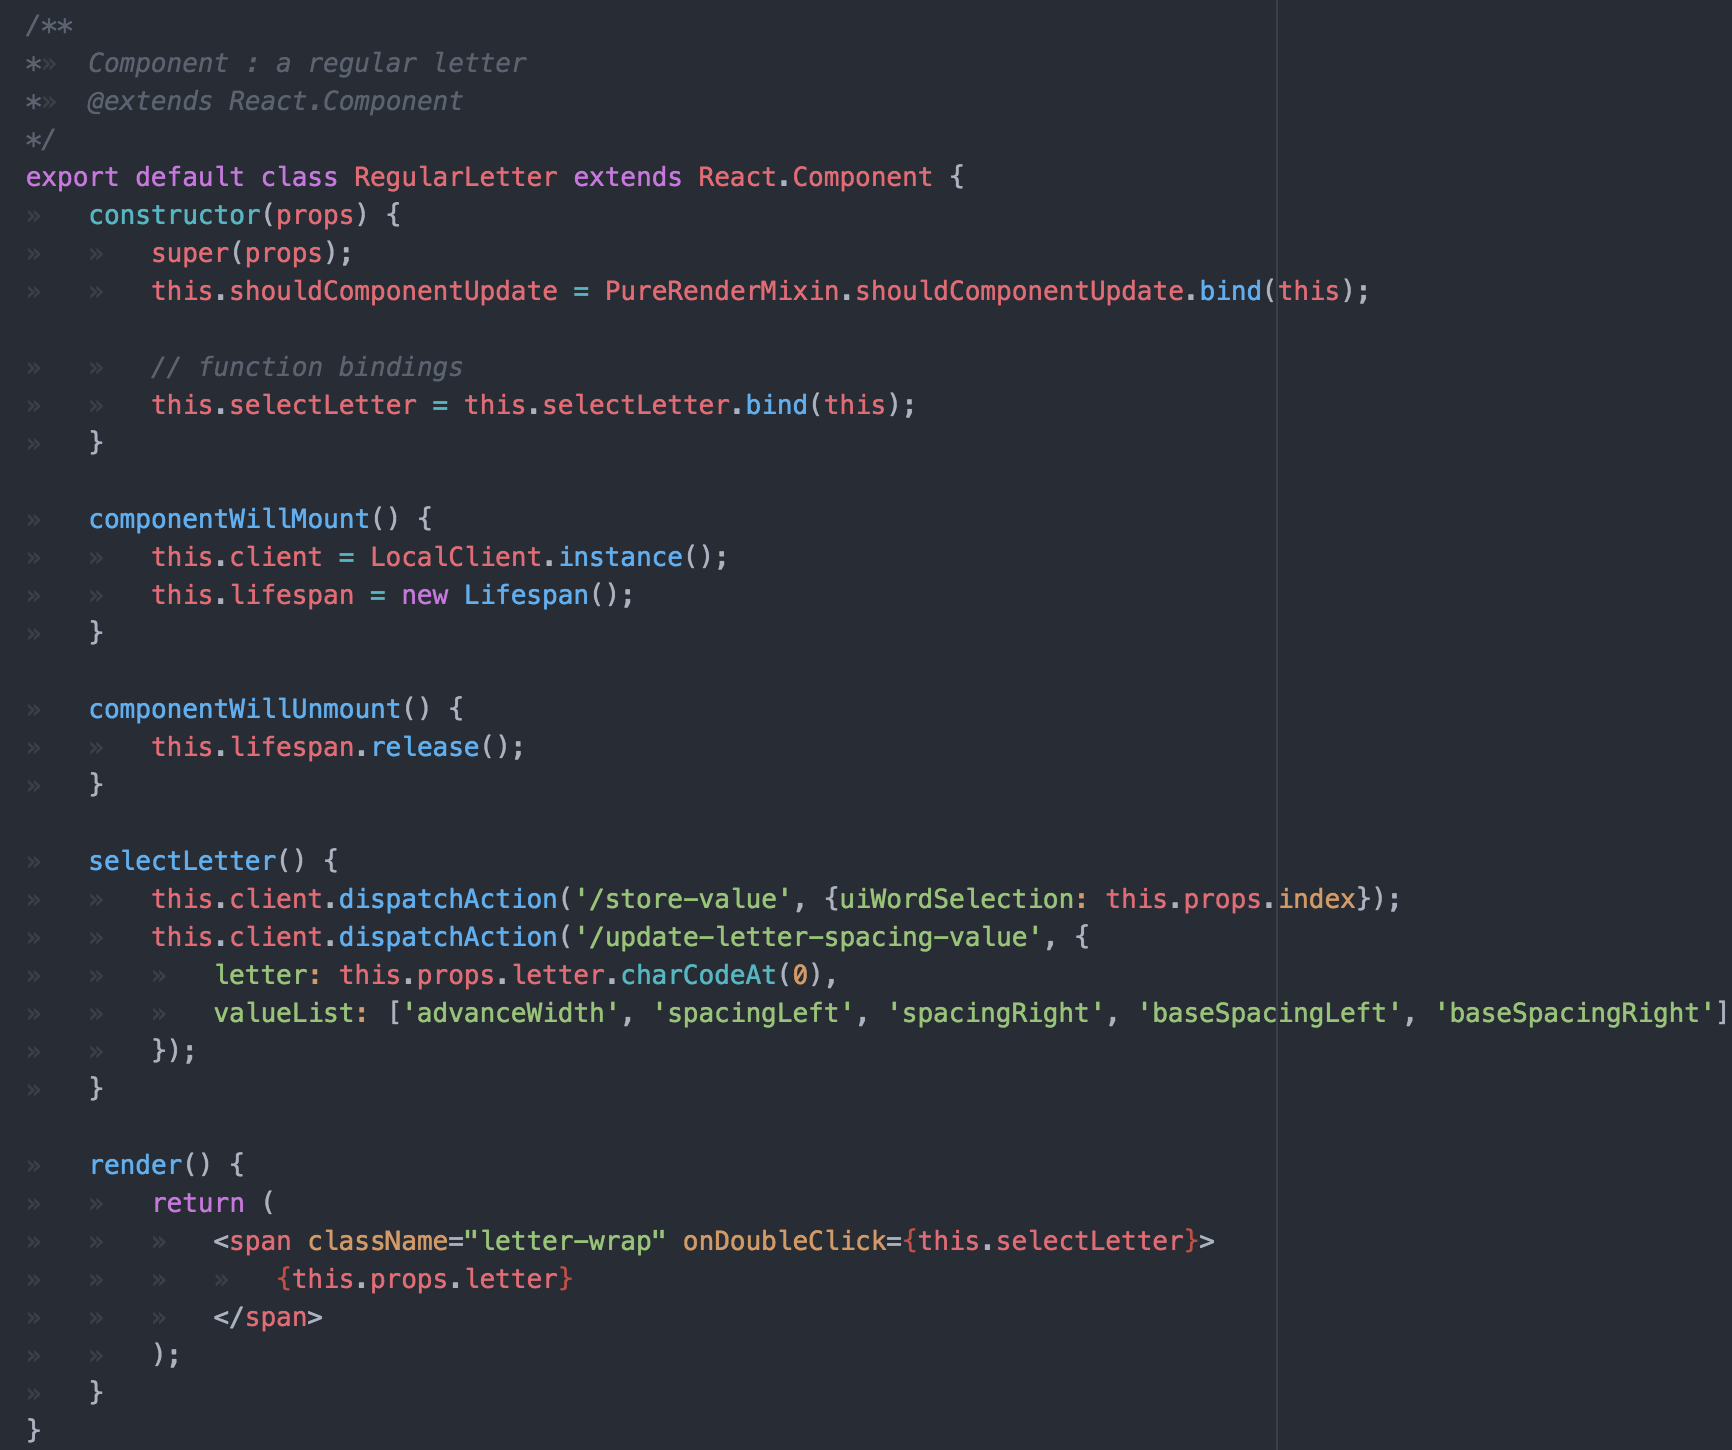 /**
*»	Component : a regular letter
*»	@extends React.Component
*/
export default class RegularLetter extends React.Component {
»	constructor(props) {
»	»	super(props);
»	»	this.shouldComponentUpdate = PureRenderMixin.shouldComponentUpdate.bind(this);

»	»	// function bindings
»	»	this.selectLetter = this.selectLetter.bind(this);
»	}

»	componentWillMount() {
»	»	this.client = LocalClient.instance();
»	»	this.lifespan = new Lifespan();
»	}

»	componentWillUnmount() {
»	»	this.lifespan.release();
»	}

»	selectLetter() {
»	»	this.client.dispatchAction('/store-value', {uiWordSelection: this.props.index});
»	»	this.client.dispatchAction('/update-letter-spacing-value', {
»	»	»	letter: this.props.letter.charCodeAt(0),
»	»	»	valueList: ['advanceWidth', 'spacingLeft', 'spacingRight', 'baseSpacingLeft', 'baseSpacingRight']
»	»	});
»	}

»	render() {
»	»	return (
»	»	»	<span className="letter-wrap" onDoubleClick={this.selectLetter}>
»	»	»	»	{this.props.letter}
»	»	»	</span>
»	»	);
»	}
}